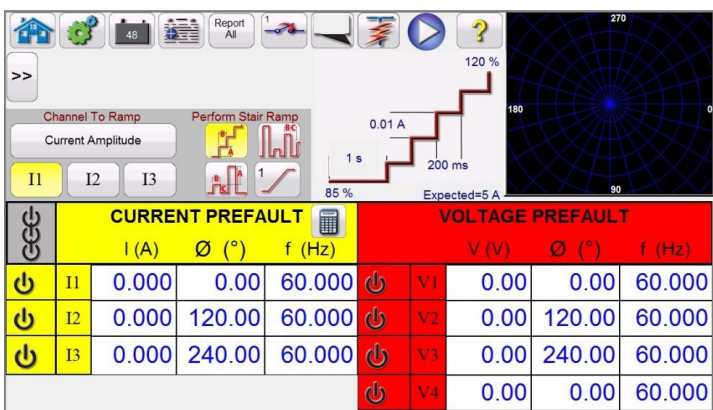 48
Report
All
1
?
270
>>
120 %
Channel To Ramp
Perform Stair Ramp
180
0
Current Amplitude
0.01 A
1 s
200 ms
I1
I2
I3
1
85 %
Expected=5 A
90
CURRENT PREFAULT
VOLTAGE PREFAULT
I (A) Ø (°) f (Hz)
V (V) Ø (°) f (Hz)
I1 0.000 0.00 60.000 V1 0.00 0.00 60.000
I2 0.000 120.00 60.000 V2 0.00 120.00 60.000
I3 0.000 240.00 60.000 V3 0.00 240.00 60.000
V4 0.00 0.00 60.000